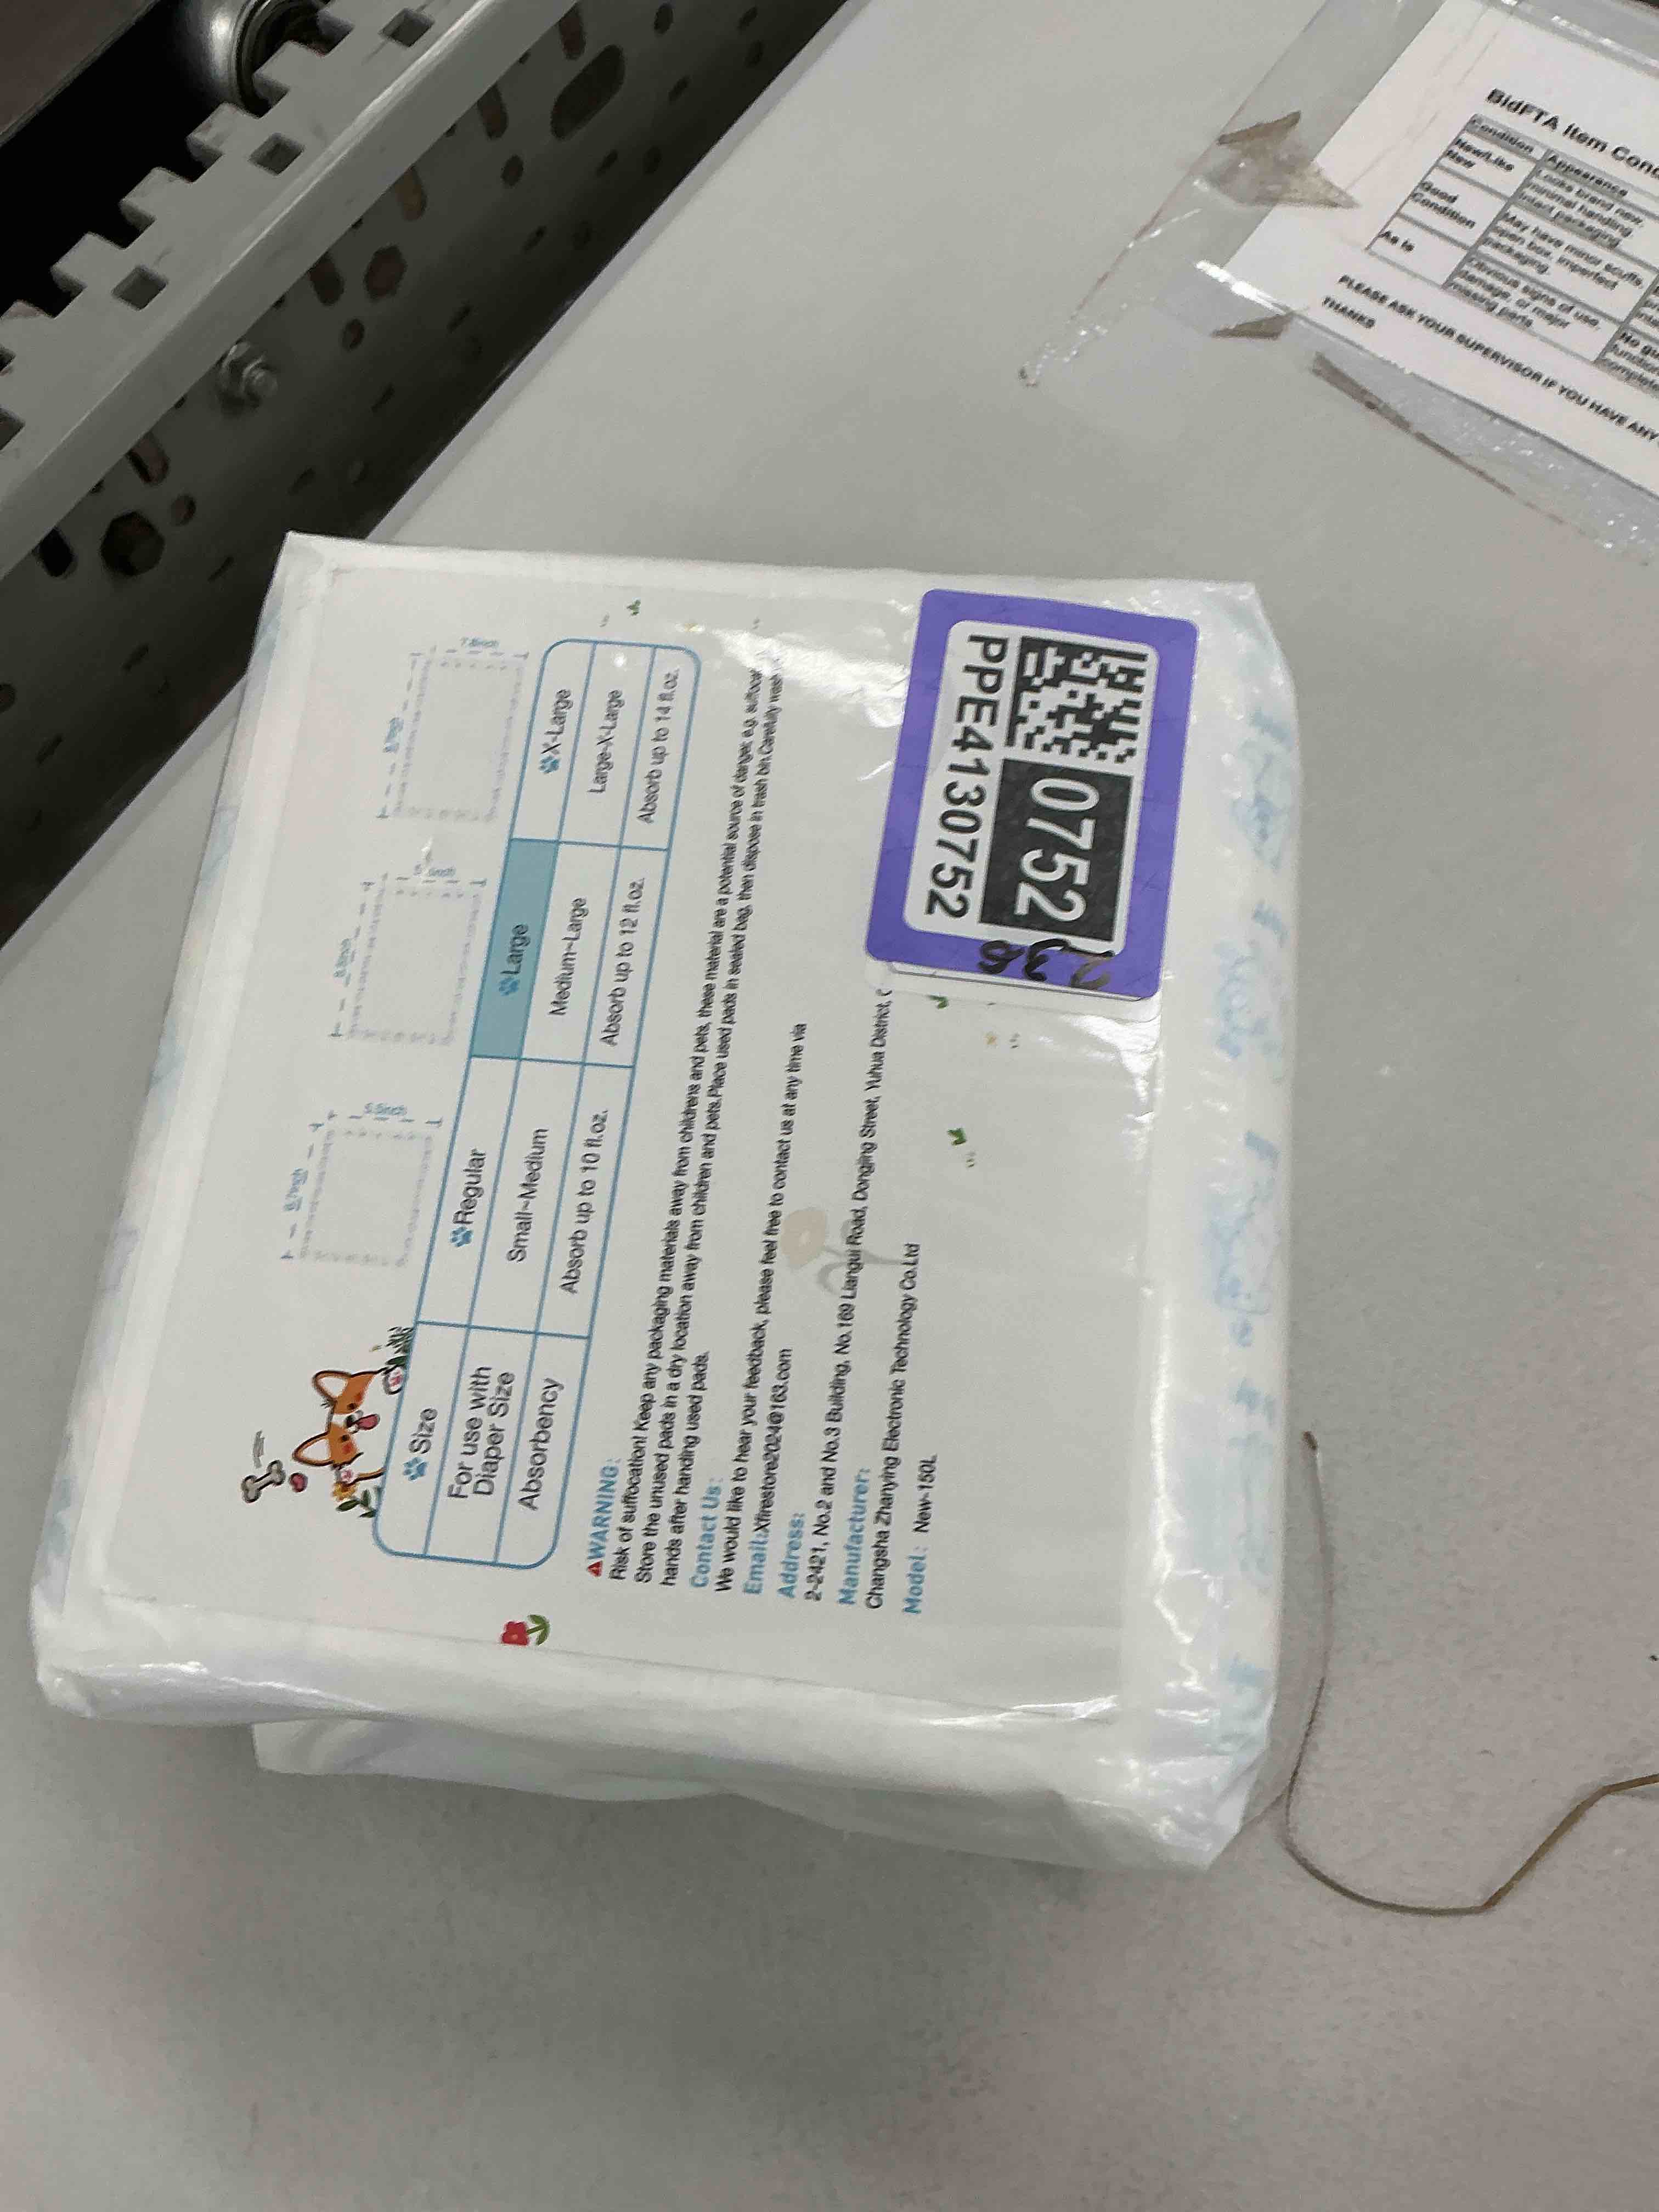 Size
Regular
Large
X-Large
For use with
Diaper Size
Small~Medium
Medium~Large
Large~X-Large
Absorbency
Absorb up to 10 fl.oz.
Absorb up to 12 fl.oz.
Absorb up to 14 fl.oz.
WARNING:
Risk of suffocation! Keep any packaging materials away from childrens and pets, these material are a potential source of danger, e.g. suffocat
Store the unused pads in a dry location away from children and pets.Place used pads in sealed bag, then dispose in trash bin.Carefully wash
hands after handing used pads.
Contact Us:
We would like to hear your feedback, please feel free to contact us at any time via
Email:Xfirestore2024@163.com
Address:
2-2421, No.2 and No.3 Building, No.169 Liangui Road, Dongjing Street, Yuhua District, C
Manufacturer:
Changsha Zhanying Electronic Technology Co.Ltd
Model: New-150L
PPE4130752
0752
238
BidFTA Item Con
Condition
Appearance
New/Like
New
Looks brand new,
minimal handling,
intact packaging
Good
Condition
May have minor scuffs,
open box, imperfect
packaging
As Is
Obvious signs of use,
damage, or major
missing parts
No
PLEASE ASK YOUR SUPERVISOR IF YOU HAVE ANY
THANKS